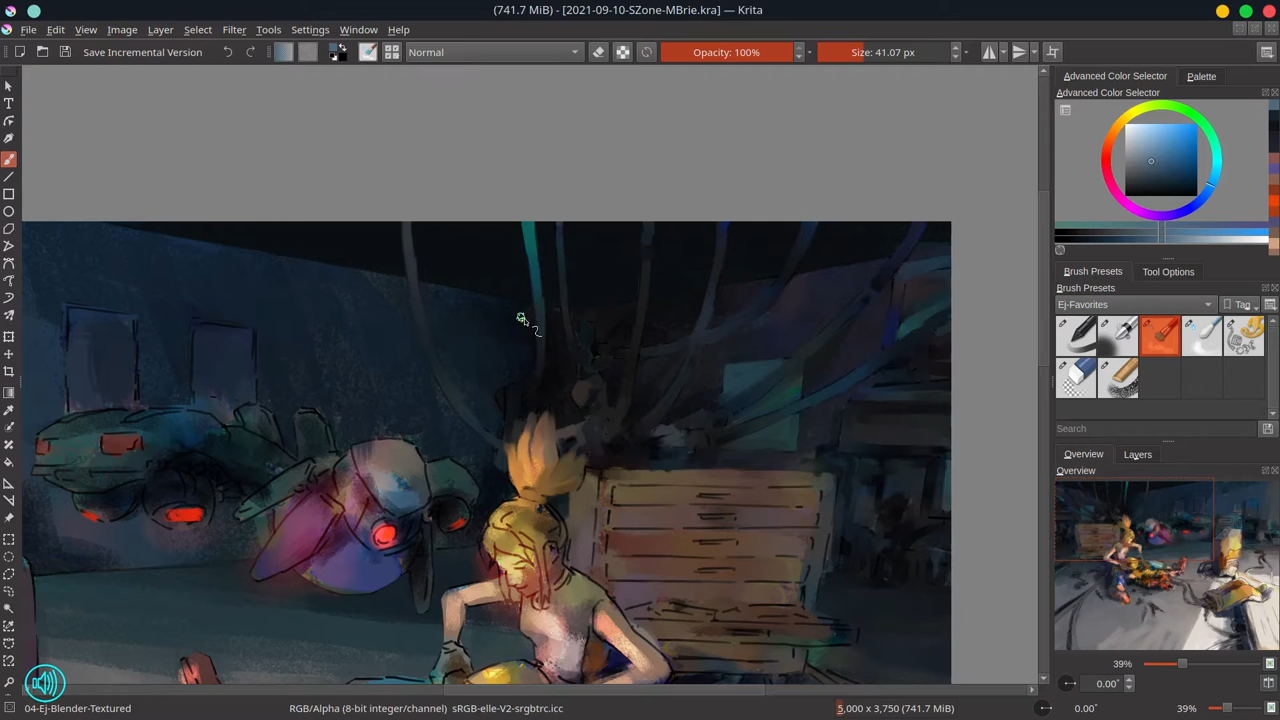 (741.7 MiB) - [2021-09-10-SZone-MBrie.kra] — Krita
File Edit View Image Layer Select Filter Tools Settings Window Help
Save Incremental Version Normal Opacity: 100% Size: 41.07 px
Advanced Color Selector Palette
Advanced Color Selector
Brush Presets Tool Options
Brush Presets
Ej-Favorites Tag
Search
Overview Layers
Overview
39%
0.00°
04-Ej-Blender-Textured RGB/Alpha (8-bit integer/channel) sRGB-elle-V2-srgbtrc.icc 5,000 x 3,750 (741.7 MiB) 0.00° 39%